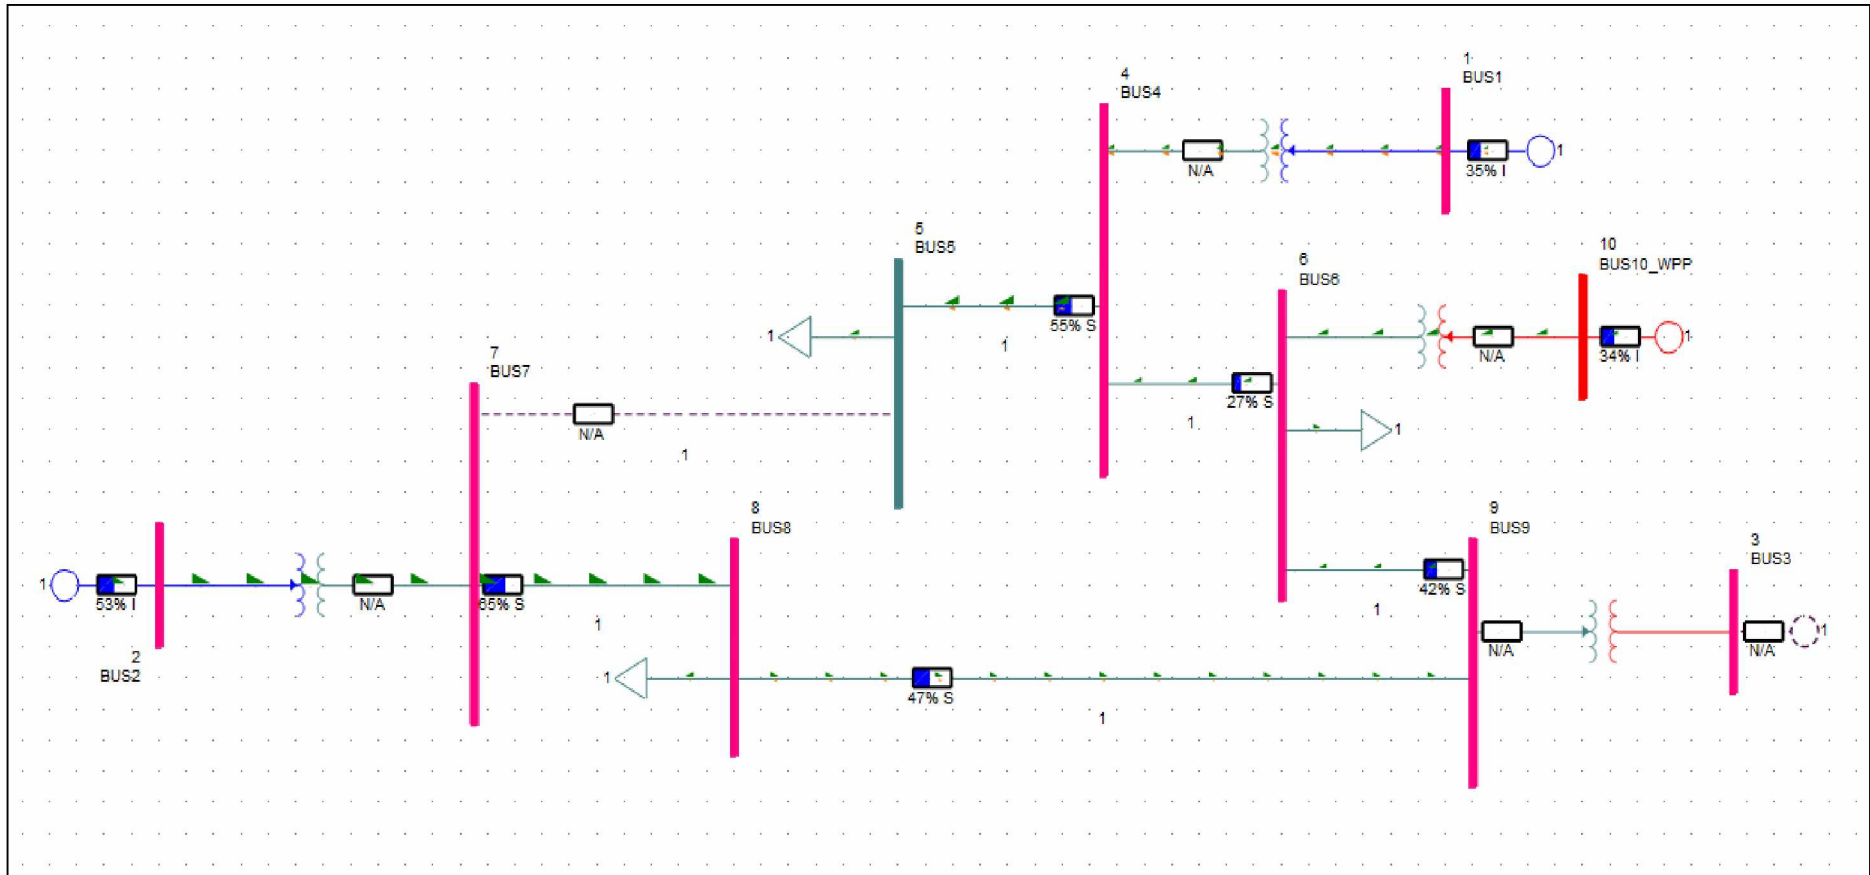 1
BUS1
4
BUS4
N/A
35% I
1
5
BUS5
10
BUS10_WPP
6
BUS6
55% S
1
1
N/A
34% I
1
7
BUS7
27% S
1
1
N/A
1
8
BUS8
9
BUS9
3
BUS3
1
53% I
N/A
65% S
1
42% S
1
N/A
N/A
1
2
BUS2
1
47% S
1